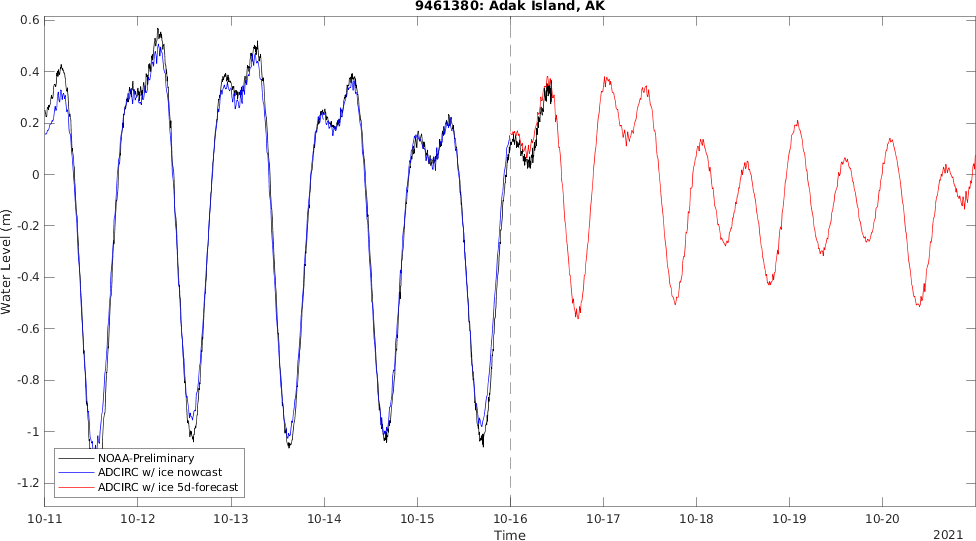 9461380: Adak Island, AK
0.6
0.4
0.2
0
-0.2
-0.4
-0.6
-0.8
-1
-1.2
Water Level (m)
NOAA-Preliminary
ADCIRC w/ ice nowcast
ADCIRC w/ ice 5d-forecast
10-11 10-12 10-13 10-14 10-15 10-16 10-17 10-18 10-19 10-20
Time
2021